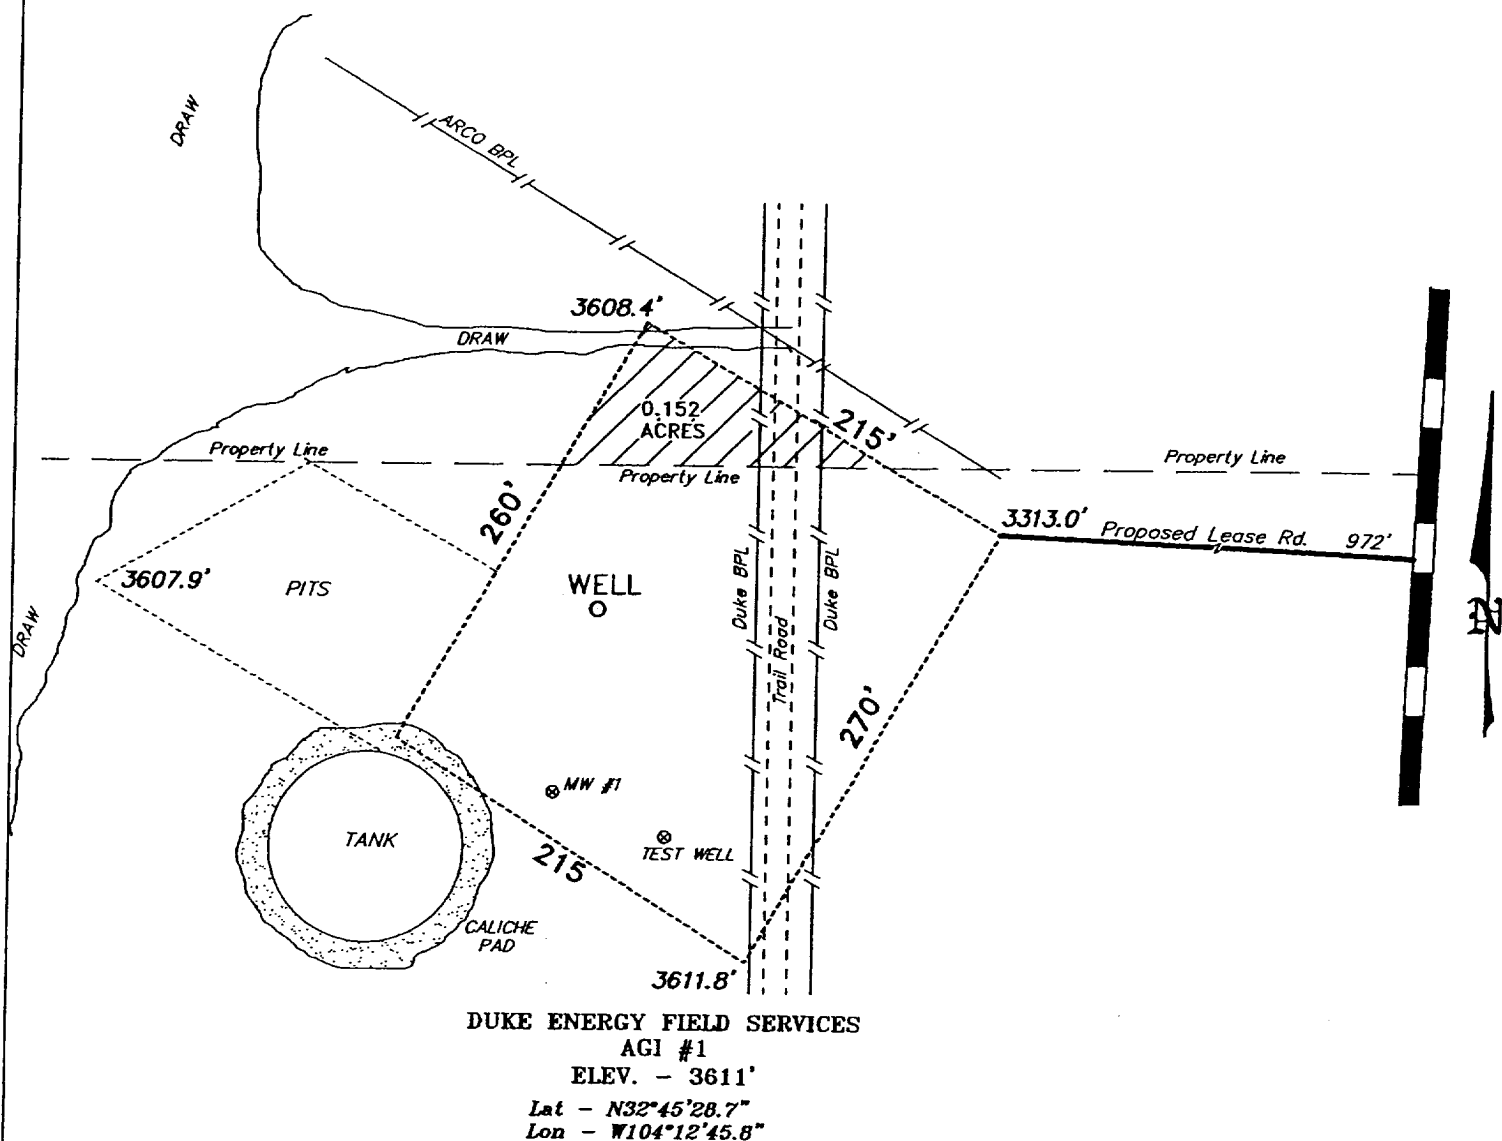 DRAW
ARCO BPL
3608.4'
DRAW
0.152
ACRES
215'
Property Line
Property Line
Property Line
260'
3313.0'
Proposed Lease Rd. 972'
3607.9'
PITS
WELL
Duke BPL
Trail Road
Duke BPL
DRAW
270'
N
MW #1
TANK
TEST WELL
215
CALICHE
PAD
3611.8'
DUKE ENERGY FIELD SERVICES
AGI #1
ELEV. - 3611'
Lat - N32°45'28.7"
Lon - W104°12'45.8"